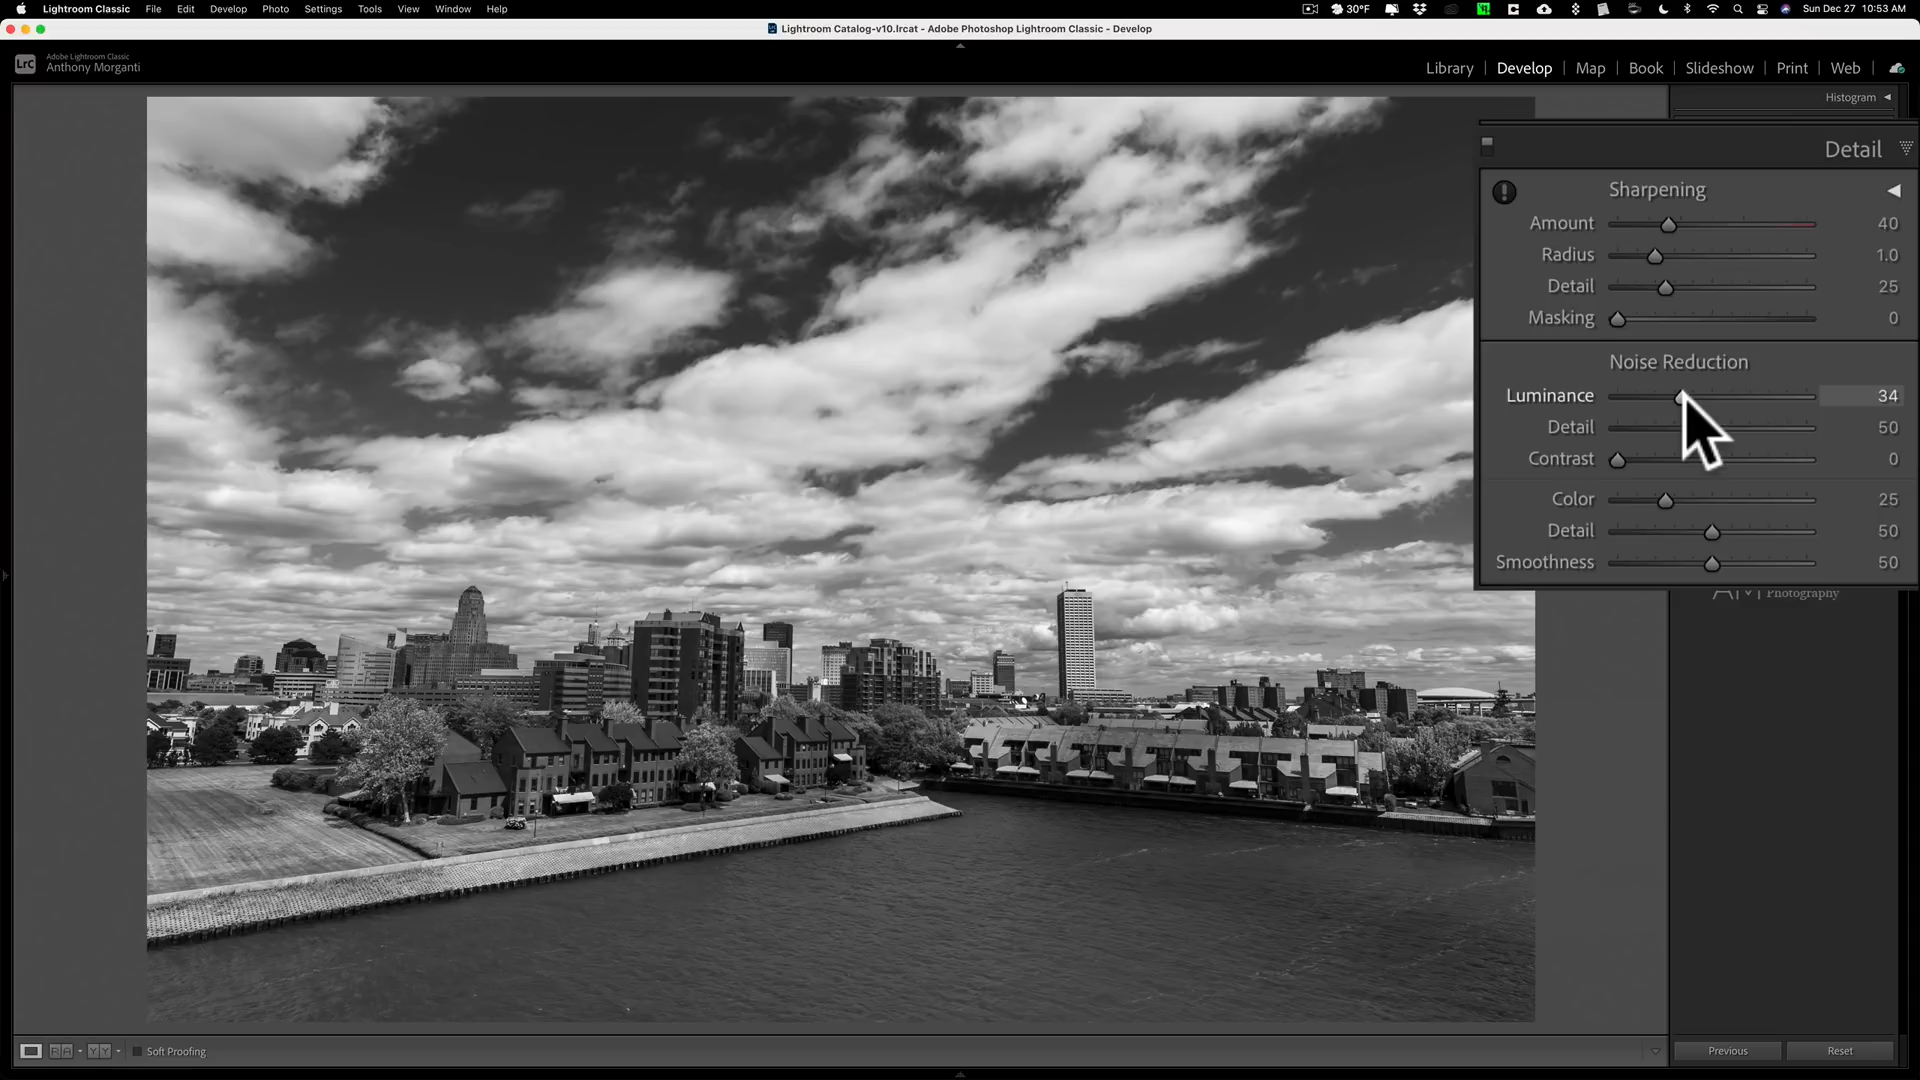 Lightroom Classic File Edit Develop Photo Settings Tools View Window Help 30°F Sun Dec 27 10:53 AM
Lightroom Catalog-v10.lrcat - Adobe Photoshop Lightroom Classic - Develop
LrC
Adobe Lightroom Classic
Anthony Morganti
Library | Develop | Map | Book | Slideshow | Print | Web
Histogram
Detail
Sharpening
Amount 40
Radius 1.0
Detail 25
Masking 0
Noise Reduction
Luminance 34
Detail 50
Contrast 0
Color 25
Detail 50
Smoothness 50
Photography
RA YY Soft Proofing
Previous Reset